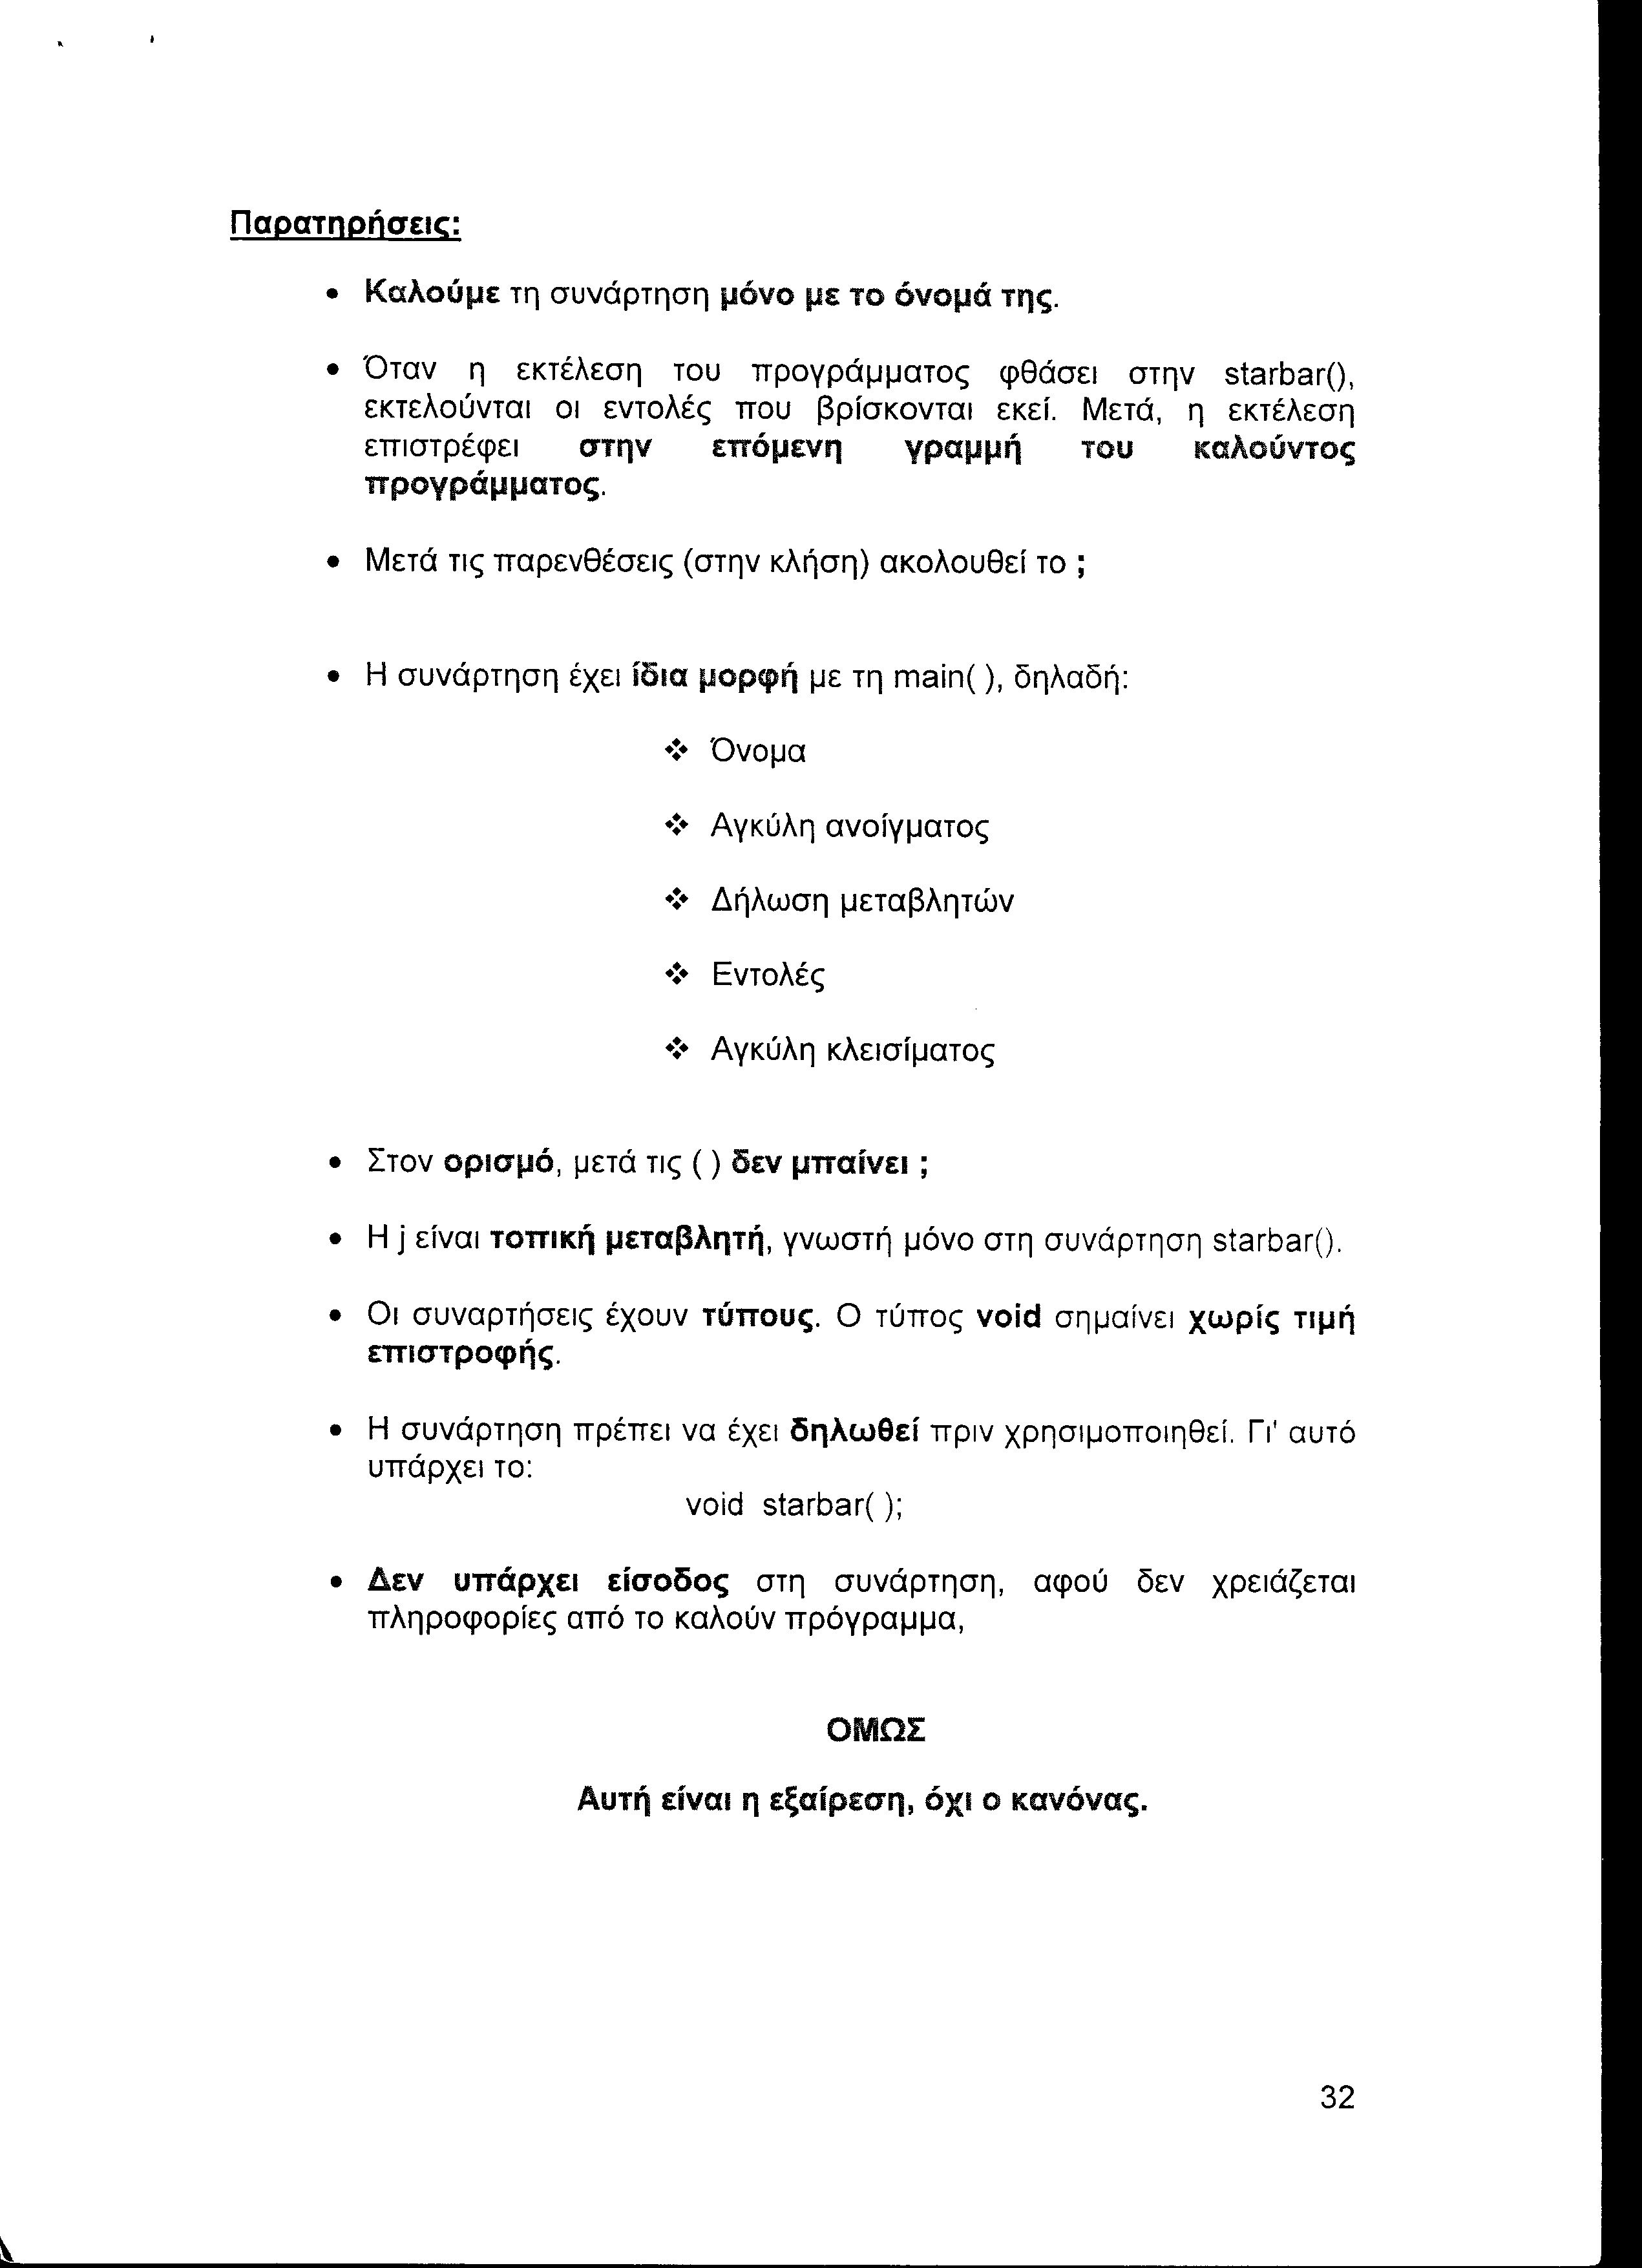 Παρατηρήσεις:
• Καλούμε τη συνάρτηση μόνο με το όνομά της.
• Όταν η εκτέλεση του προγράμματος φθάσει στην starbar(),
εκτελούνται οι εντολές που βρίσκονται εκεί. Μετά, η εκτέλεση
επιστρέφει στην επόμενη γραμμή του καλούντος
προγράμματος.
• Μετά τις παρενθέσεις (στην κλήση) ακολουθεί το ;
• Η συνάρτηση έχει ίδια μορφή με τη main( ), δηλαδή:
❖ Όνομα
❖ Αγκύλη ανοίγματος
❖ Δήλωση μεταβλητών
❖ Εντολές
❖ Αγκύλη κλεισίματος
• Στον ορισμό, μετά τις ( ) δεν μπαίνει ;
• Η j είναι τοπική μεταβλητή, γνωστή μόνο στη συνάρτηση starbar().
• Οι συναρτήσεις έχουν τύπους. Ο τύπος void σημαίνει χωρίς τιμή
επιστροφής.
• Η συνάρτηση πρέπει να έχει δηλωθεί πριν χρησιμοποιηθεί. Γι' αυτό
υπάρχει το:
void starbar( );
• Δεν υπάρχει είσοδος στη συνάρτηση, αφού δεν χρειάζεται
πληροφορίες από το καλούν πρόγραμμα,
ΟΜΩΣ
Αυτή είναι η εξαίρεση, όχι ο κανόνας.
32